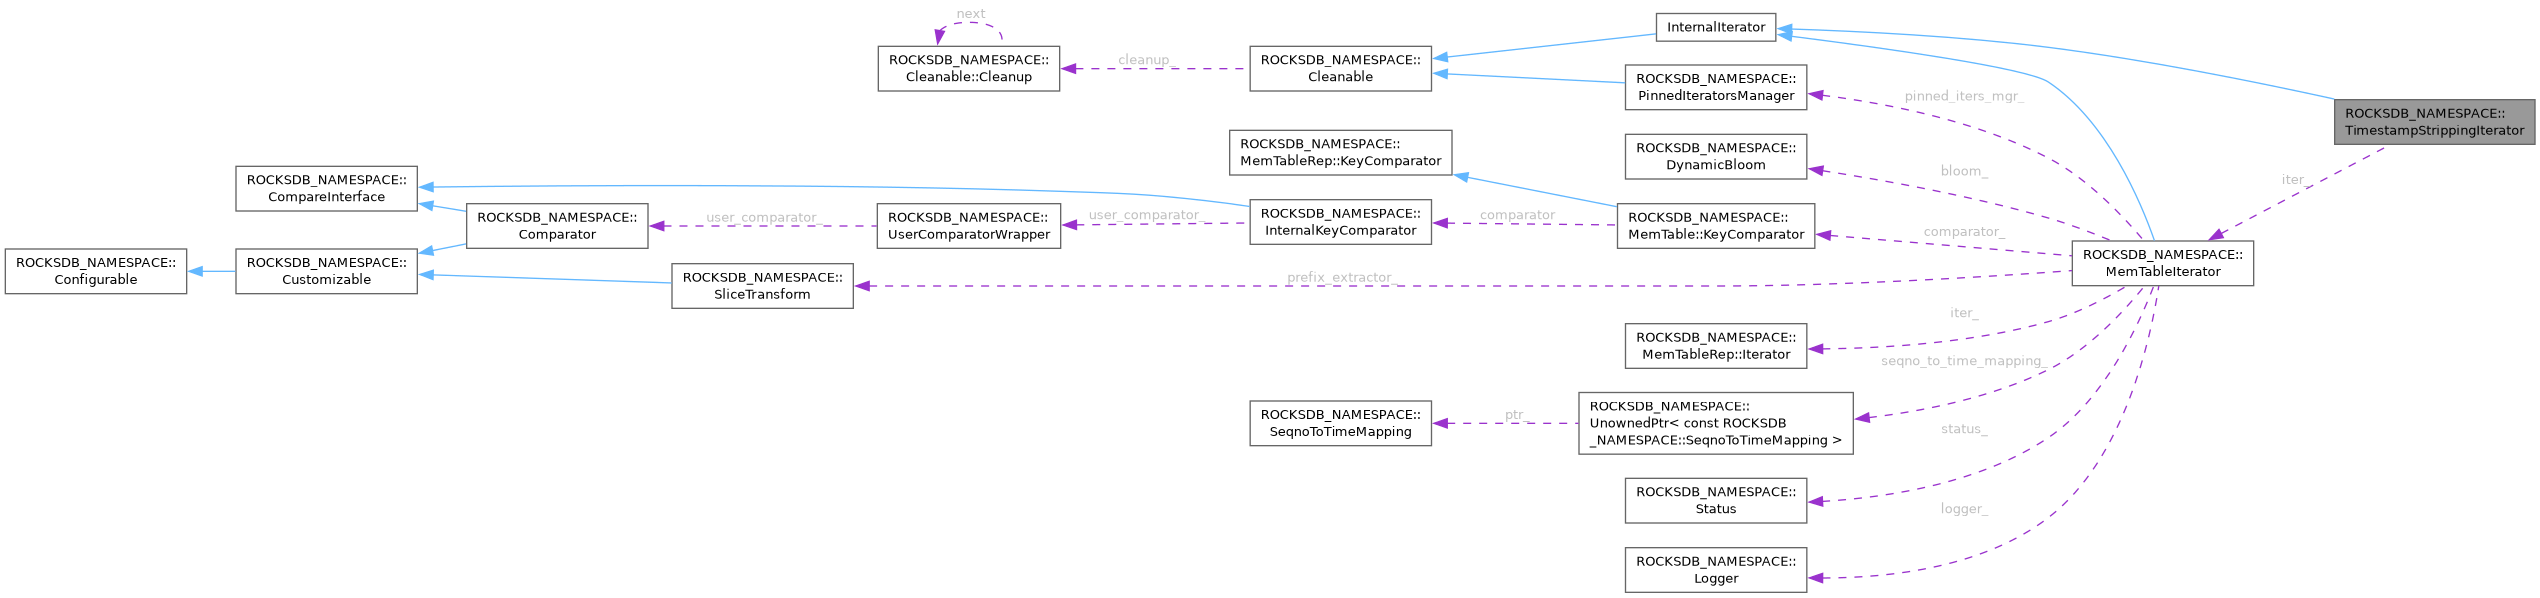 next
InternalIterator
ROCKSDB_NAMESPACE::
Cleanable::Cleanup
cleanup_
ROCKSDB_NAMESPACE::
Cleanable
ROCKSDB_NAMESPACE::
PinnedIteratorsManager
pinned_iters_mgr_
ROCKSDB_NAMESPACE::
TimestampStrippingIterator
ROCKSDB_NAMESPACE::
MemTableRep::KeyComparator
ROCKSDB_NAMESPACE::
DynamicBloom
bloom_
iter_
ROCKSDB_NAMESPACE::
CompareInterface
ROCKSDB_NAMESPACE::
Comparator
user_comparator_
ROCKSDB_NAMESPACE::
UserComparatorWrapper
user_comparator_
ROCKSDB_NAMESPACE::
InternalKeyComparator
comparator
ROCKSDB_NAMESPACE::
MemTable::KeyComparator
comparator_
ROCKSDB_NAMESPACE::
MemTableIterator
ROCKSDB_NAMESPACE::
Configurable
ROCKSDB_NAMESPACE::
Customizable
ROCKSDB_NAMESPACE::
SliceTransform
prefix_extractor_
ROCKSDB_NAMESPACE::
MemTableRep::Iterator
iter_
seqno_to_time_mapping_
ROCKSDB_NAMESPACE::
SeqnoToTimeMapping
ptr_
ROCKSDB_NAMESPACE::
UnownedPtr< const ROCKSDB
_NAMESPACE::SeqnoToTimeMapping >
status_
ROCKSDB_NAMESPACE::
Status
logger_
ROCKSDB_NAMESPACE::
Logger